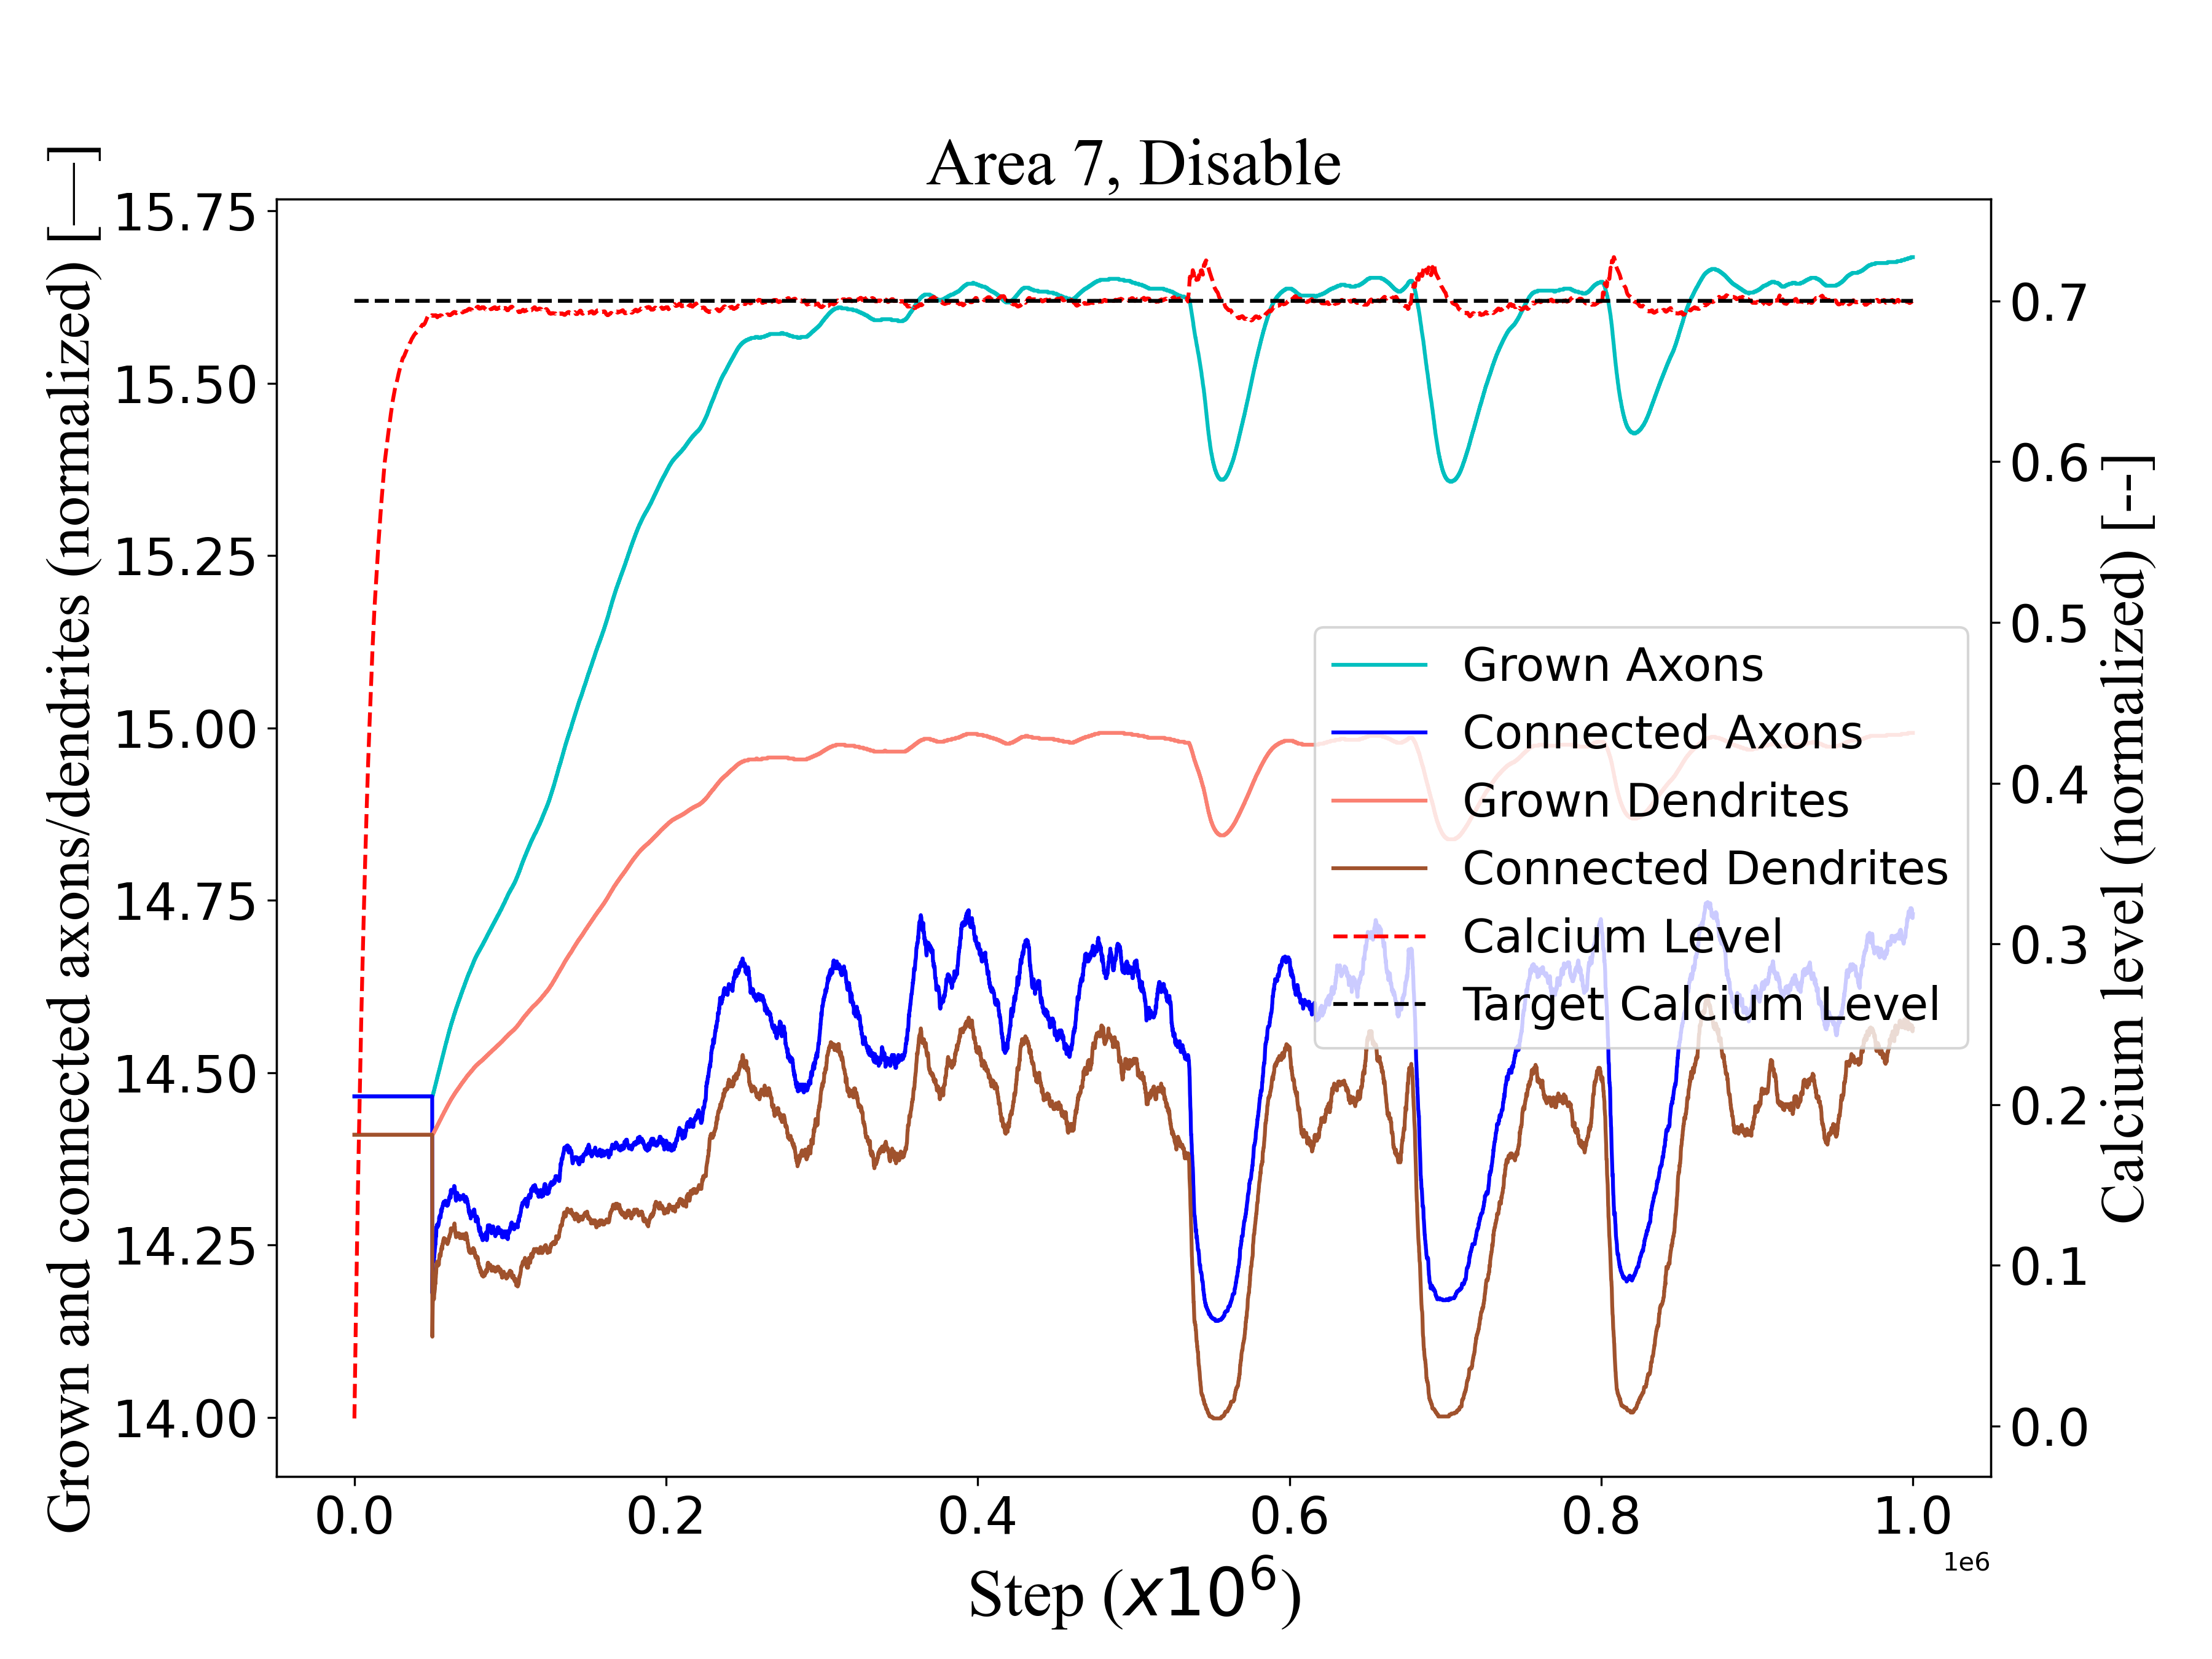 Area 7, Disable
Grown and connected axons/dendrites (normalized) [—]
15.75
15.50
15.25
15.00
14.75
14.50
14.25
14.00
Grown Axons
Connected Axons
Grown Dendrites
Connected Dendrites
Calcium Level
Target Calcium Level
0.7
0.6
0.5
0.4
0.3
0.2
0.1
0.0
Calcium level (normalized) [--]
0.0 0.2 0.4 0.6 0.8 1.0
1e6
Step (x10⁶)